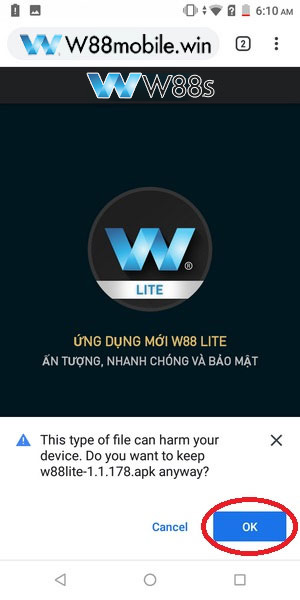 6:10 AM
W88mobile.win
2
W88s
W
®
LITE
ỨNG DỤNG MỚI W88 LITE
ẤN TƯỢNG, NHANH CHÓNG VÀ BẢO MẬT
This type of file can harm your
device. Do you want to keep
w88lite-1.1.178.apk anyway?
Cancel
OK